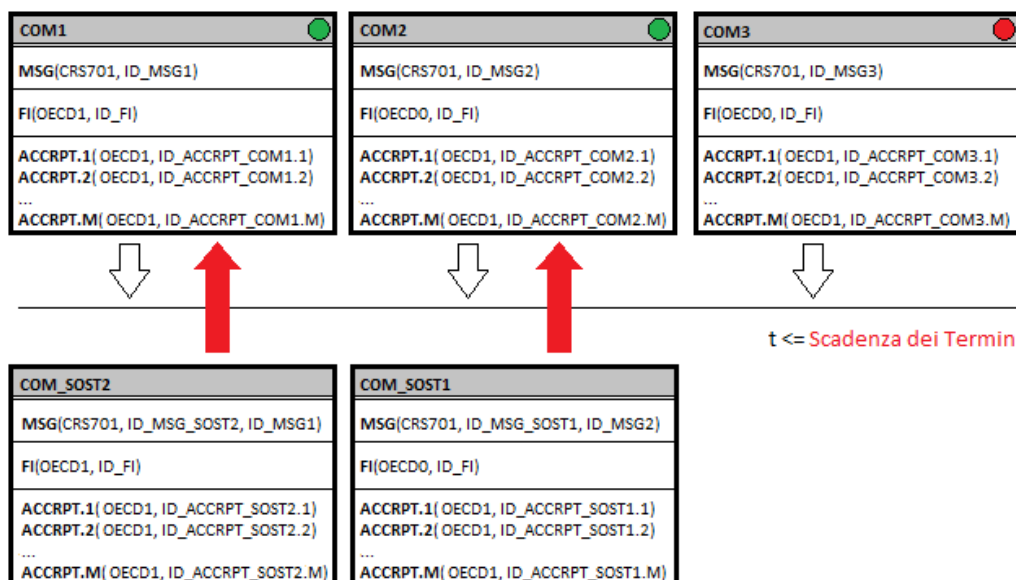 COM1
MSG(CRS701, ID_MSG1)
FI(OECD1, ID_FI)
ACCRPT.1( OECD1, ID_ACCRPT_COM1.1)
ACCRPT.2( OECD1, ID_ACCRPT_COM1.2)
...
ACCRPT.M( OECD1, ID_ACCRPT_COM1.M)
COM2
MSG(CRS701, ID_MSG2)
FI(OECD0, ID_FI)
ACCRPT.1( OECD1, ID_ACCRPT_COM2.1)
ACCRPT.2( OECD1, ID_ACCRPT_COM2.2)
...
ACCRPT.M( OECD1, ID_ACCRPT_COM2.M)
COM3
MSG(CRS701, ID_MSG3)
FI(OECD0, ID_FI)
ACCRPT.1( OECD1, ID_ACCRPT_COM3.1)
ACCRPT.2( OECD1, ID_ACCRPT_COM3.2)
...
ACCRPT.M( OECD1, ID_ACCRPT_COM3.M)
t <= Scadenza dei Termin
COM_SOST2
MSG(CRS701, ID_MSG_SOST2, ID_MSG1)
FI(OECD1, ID_FI)
ACCRPT.1( OECD1, ID_ACCRPT_SOST2.1)
ACCRPT.2( OECD1, ID_ACCRPT_SOST2.2)
...
ACCRPT.M( OECD1, ID_ACCRPT_SOST2.M)
COM_SOST1
MSG(CRS701, ID_MSG_SOST1, ID_MSG2)
FI(OECD0, ID_FI)
ACCRPT.1( OECD1, ID_ACCRPT_SOST1.1)
ACCRPT.2( OECD1, ID_ACCRPT_SOST1.2)
...
ACCRPT.M( OECD1, ID_ACCRPT_SOST1.M)